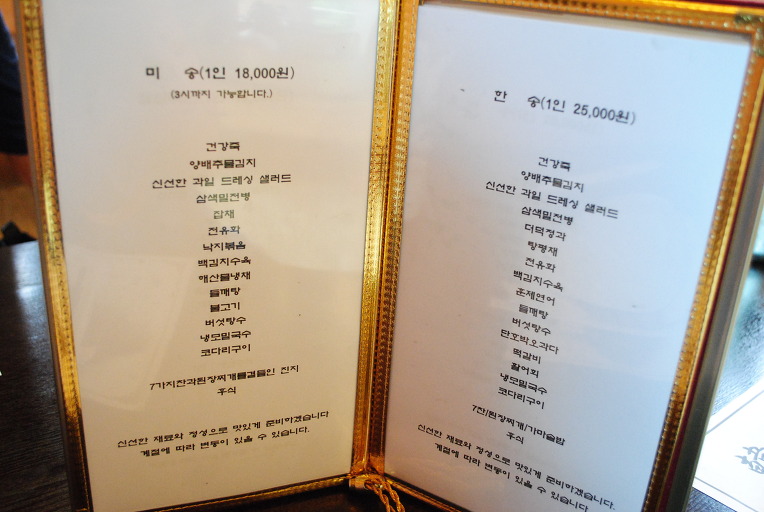 미 송(1인 18,000원)
(3시까지 가능합니다.)
건강죽
양배추물김치
신선한 과일 드레싱 샐러드
삼색밀전병
잡채
전유화
낙지볶음
백김치수육
해산물냉채
들깨탕
불고기
버섯탕수
냉모밀국수
코다리구이
7가지찬과된장찌개를곁들인 진지
후식
신선한 재료와 정성으로 맛있게 준비하겠습니다
계절에 따라 변동이 있을 수 있습니다.
한 송(1인 25,000원)
건강죽
양배추물김치
신선한 과일 드레싱 샐러드
삼색밀전병
더덕정과
탕평채
전유화
백김치수육
훈제연어
들깨탕
버섯탕수
단호박오과다
떡갈비
활어회
냉모밀국수
코다리구이
7찬/된장찌개/가마솥밥
후식
신선한 재료와 정성으로 맛있게 준비하겠습니다.
계절에 따라 변동이 있을 수 있습니다.